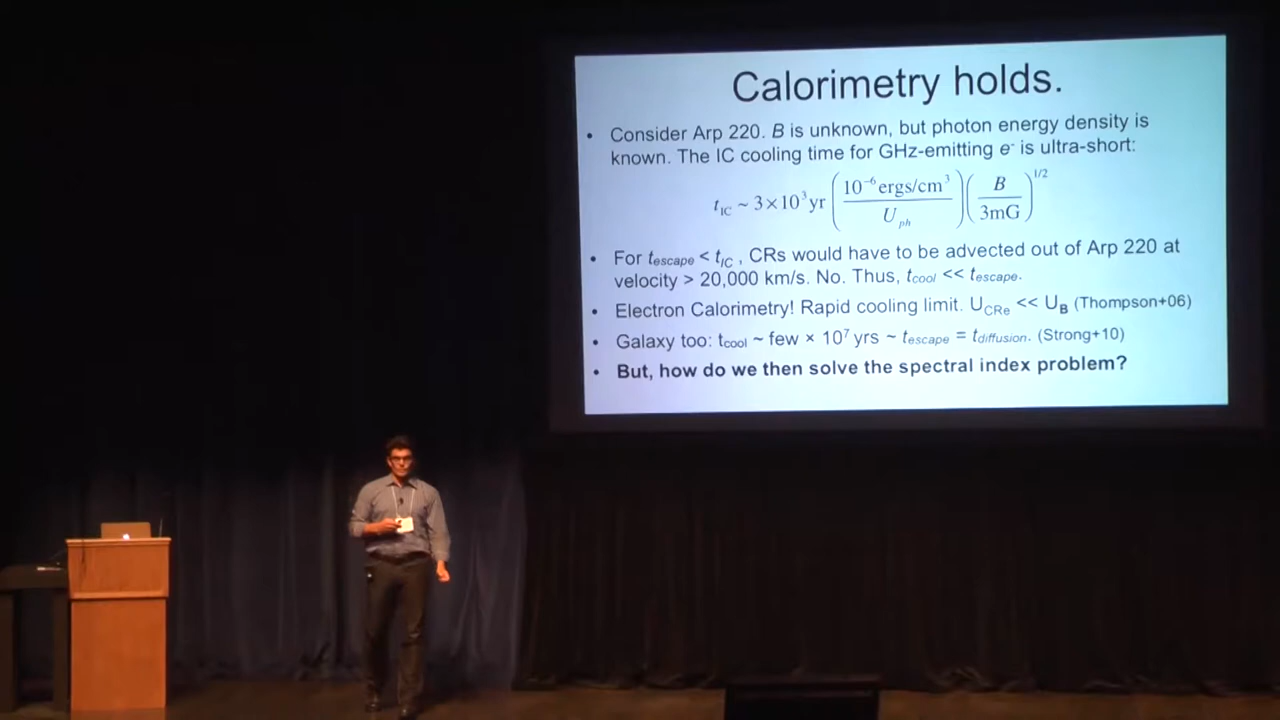 Calorimetry holds.
• Consider Arp 220. B is unknown, but photon energy density is
known. The IC cooling time for GHz-emitting e⁻ is ultra-short:
t_IC ~ 3×10³ yr (10⁻⁶ ergs/cm³ / U_ph) (B / 3mG)^1/2
• For t_escape < t_IC , CRs would have to be advected out of Arp 220 at
velocity > 20,000 km/s. No. Thus, t_cool << t_escape.
• Electron Calorimetry! Rapid cooling limit. U_CRe << U_B (Thompson+06)
• Galaxy too: t_cool ~ few × 10⁷ yrs ~ t_escape = t_diffusion. (Strong+10)
• But, how do we then solve the spectral index problem?